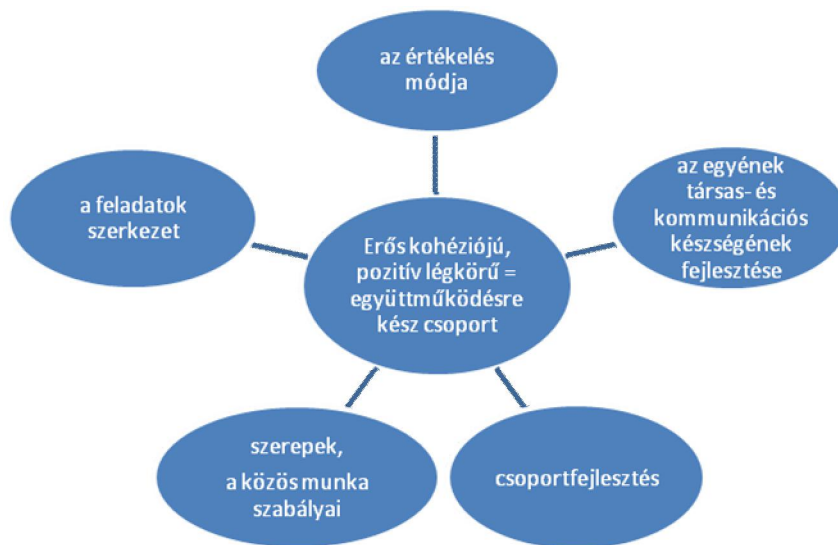 az értékelés
módja
az egyének
társas- és
kommunikációs
készségének
fejlesztése
a feladatok
szerkezet
Erős kohéziójú,
pozitív légkörű =
együttműködésre
kész csoport
szerepek,
a közös munka
szabályai
csoportfejlesztés